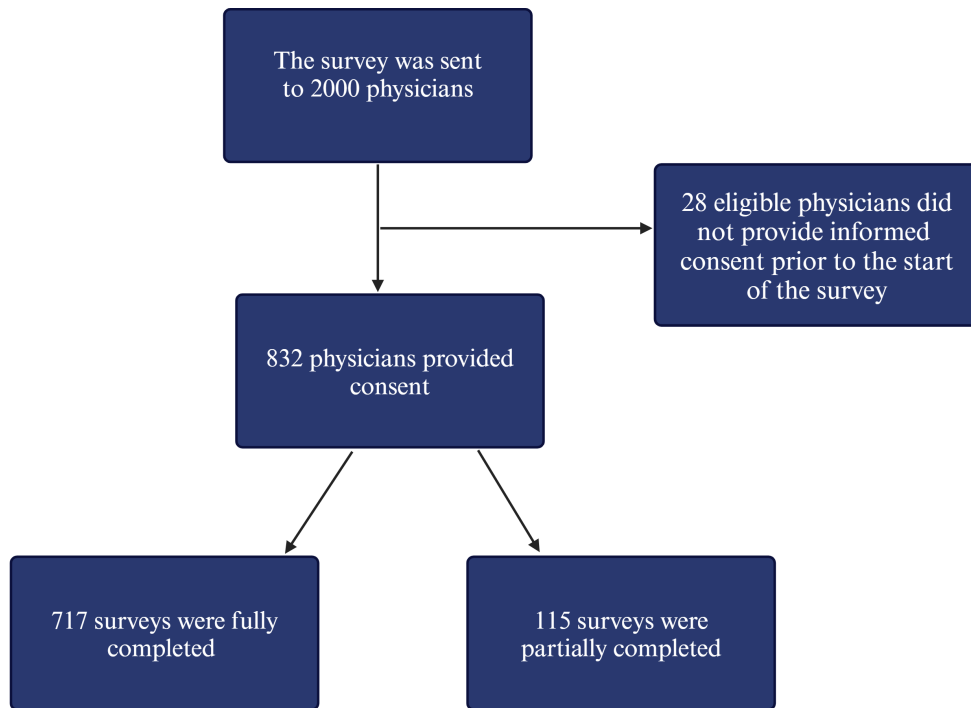 The survey was sent
to 2000 physicians
28 eligible physicians did
not provide informed
consent prior to the start
of the survey
832 physicians provided
consent
717 surveys were fully
completed
115 surveys were
partially completed